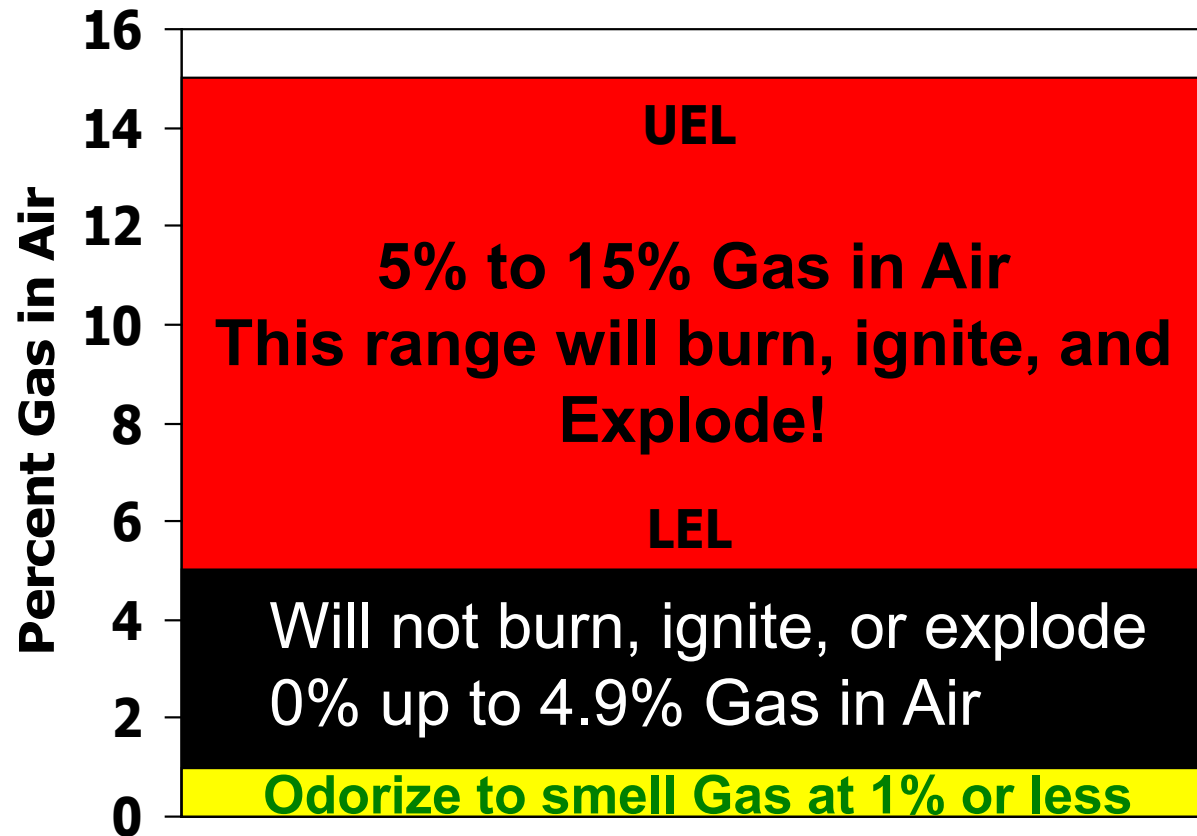 Percent Gas in Air
16
14
12
10
8
6
4
2
0
UEL
5% to 15% Gas in Air
This range will burn, ignite, and
Explode!
LEL
Will not burn, ignite, or explode
0% up to 4.9% Gas in Air
Odorize to smell Gas at 1% or less